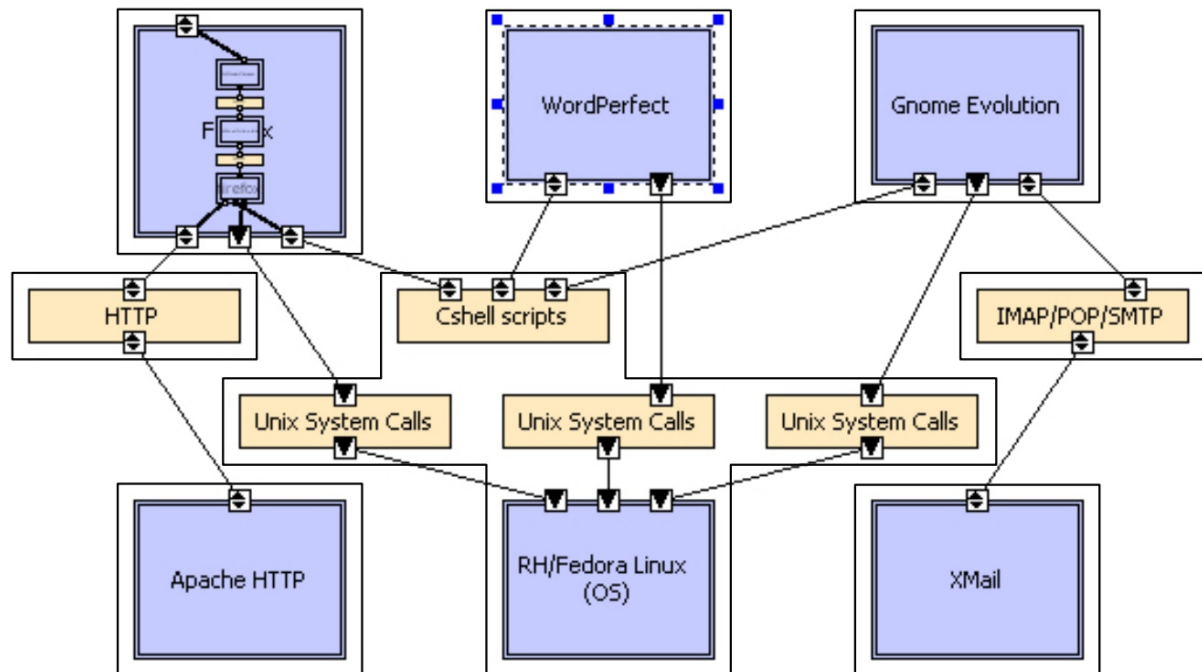 WordPerfect
Gnome Evolution
F x
firefox
HTTP
Cshell scripts
IMAP/POP/SMTP
Unix System Calls
Unix System Calls
Unix System Calls
Apache HTTP
RH/Fedora Linux
(OS)
XMail